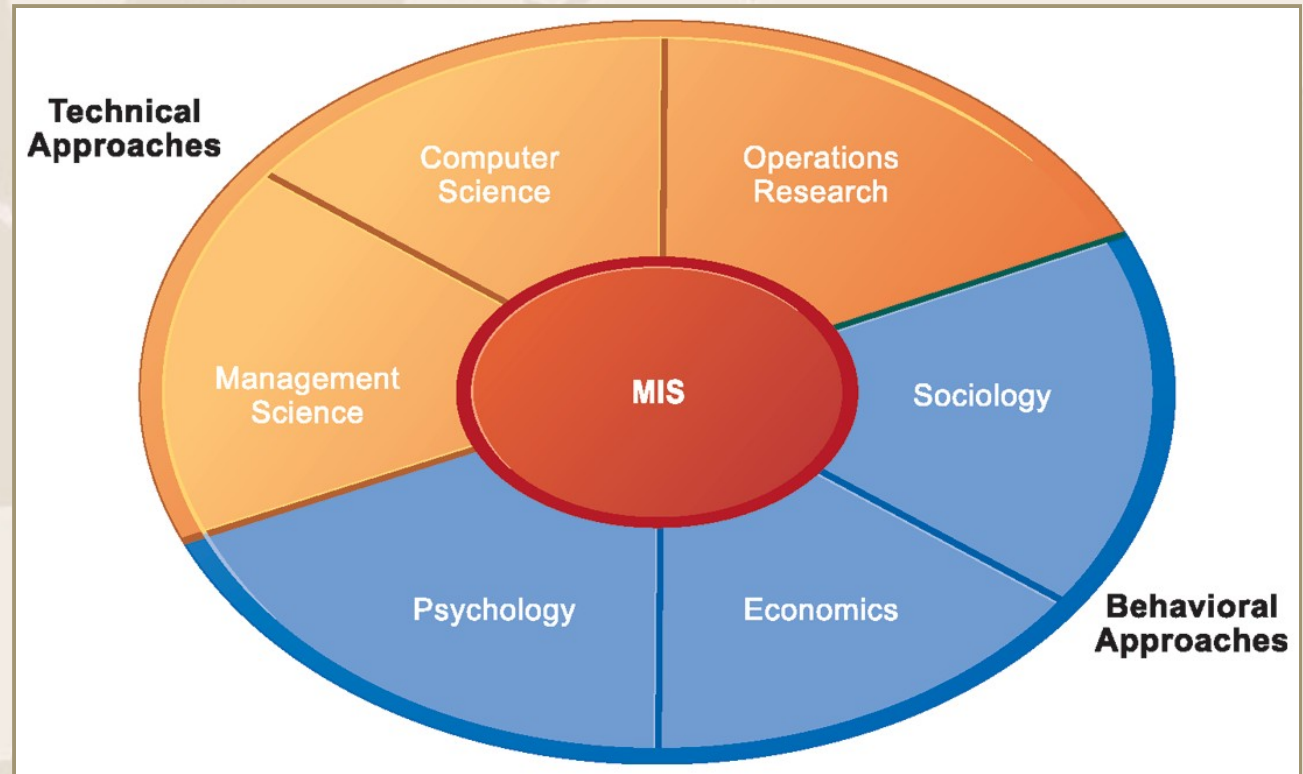 Technical
Approaches
Computer
Science
Operations
Research
Management
Science
MIS
Sociology
Psychology
Economics
Behavioral
Approaches